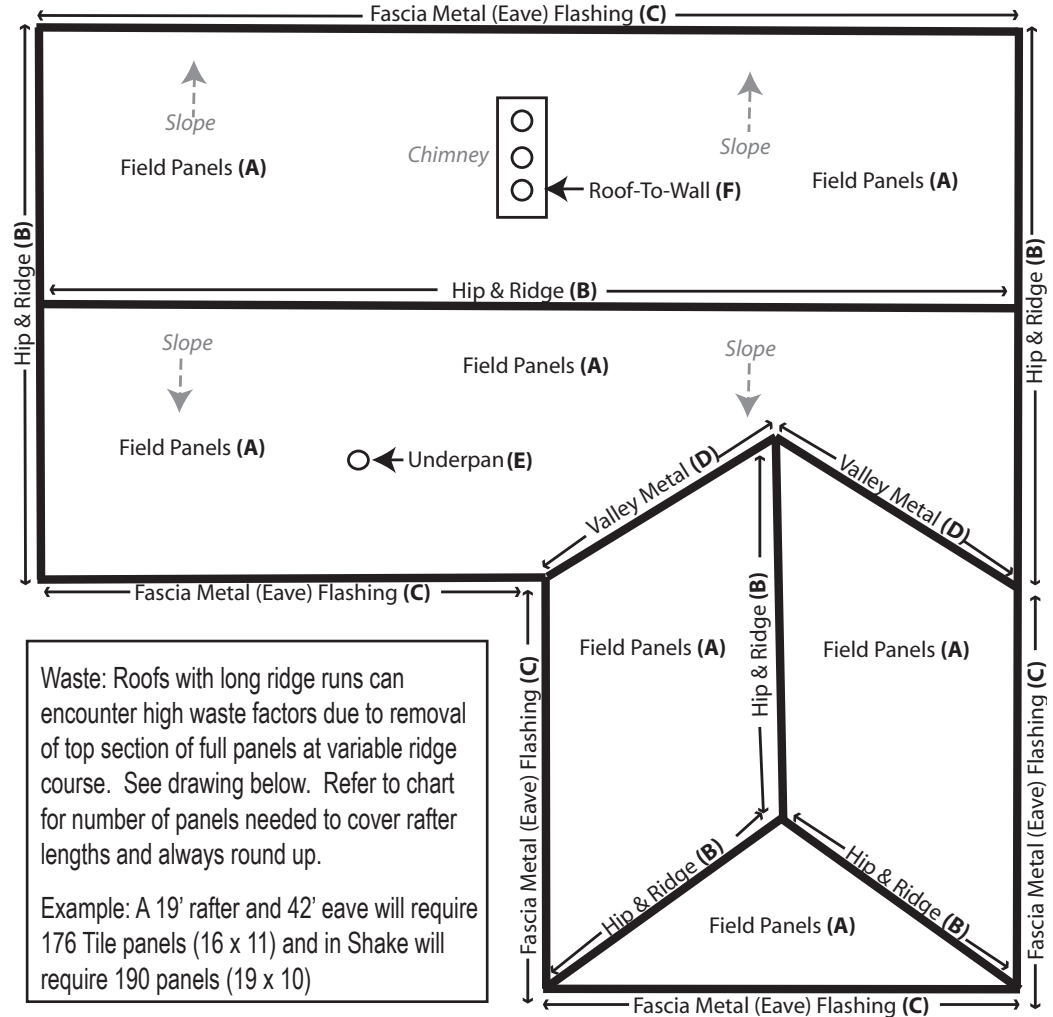 Fascia Metal (Eave) Flashing (C)
Slope
Field Panels (A)
Chimney
Roof-To-Wall (F)
Slope
Field Panels (A)
Hip & Ridge (B)
Hip & Ridge (B)
Hip & Ridge (B)
Slope
Field Panels (A)
Slope
Field Panels (A)
Underpan (E)
Valley Metal (D)
Valley Metal (D)
Fascia Metal (Eave) Flashing (C)
Hip & Ridge (B)
Field Panels (A)
Field Panels (A)
Fascia Metal (Eave) Flashing (C)
Fascia Metal (Eave) Flashing (C)
Hip & Ridge (B)
Hip & Ridge (B)
Field Panels (A)
Fascia Metal (Eave) Flashing (C)
Waste: Roofs with long ridge runs can
encounter high waste factors due to removal
of top section of full panels at variable ridge
course. See drawing below. Refer to chart
for number of panels needed to cover rafter
lengths and always round up.
Example: A 19' rafter and 42' eave will require
176 Tile panels (16 x 11) and in Shake will
require 190 panels (19 x 10)